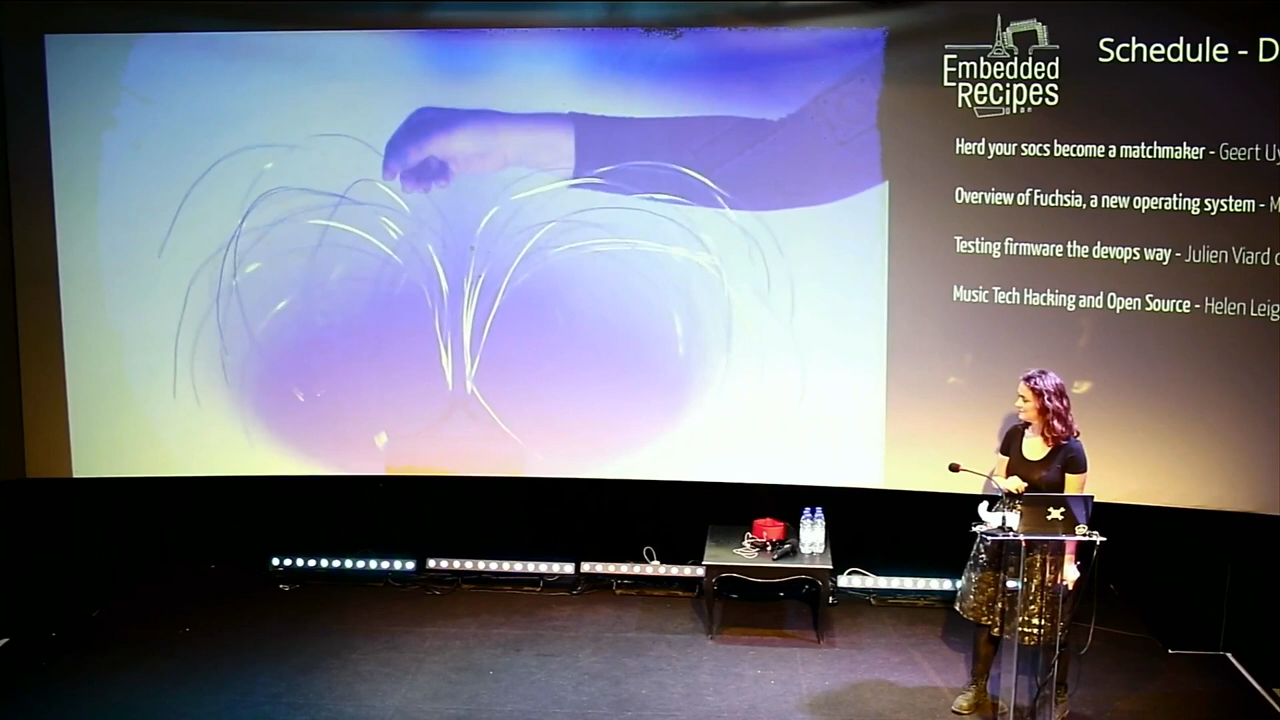 Embedded
Recipes
Schedule - D
Herd your socs become a matchmaker - Geert Uy
Overview of Fuchsia, a new operating system - M
Testing firmware the devops way - Julien Viard d
Music Tech Hacking and Open Source - Helen Leig